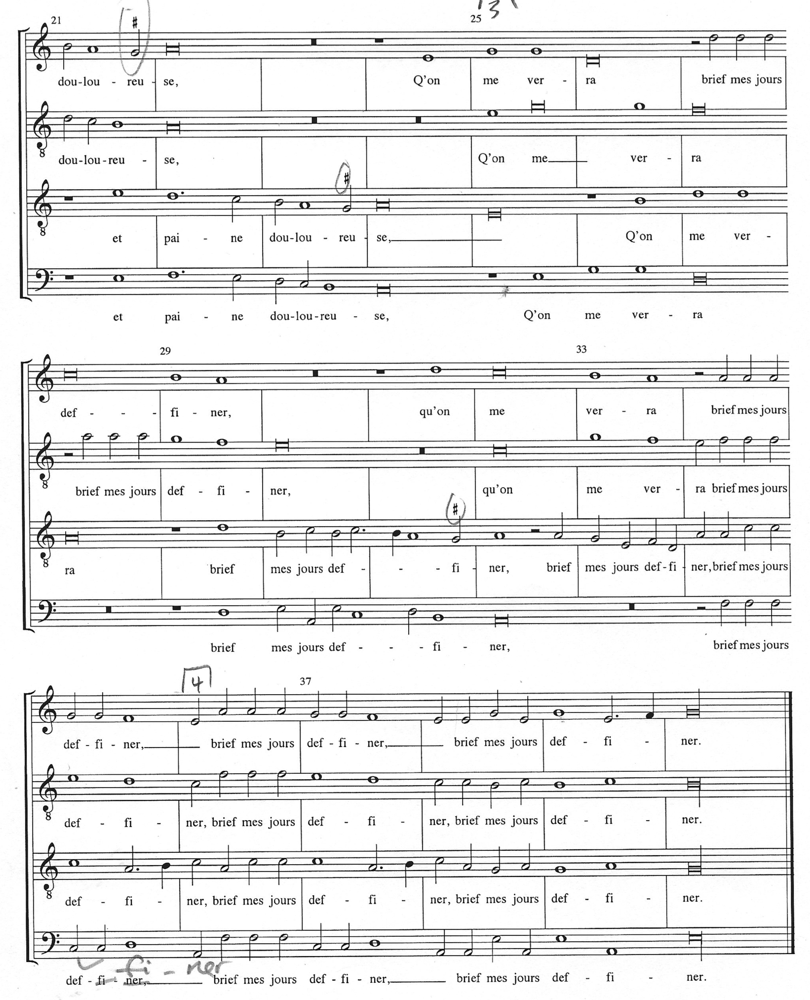 3
21 25
dou-lou - reu - se, Q'on me ver - ra brief mes jours
dou-lou-reu - se, Q'on me ver - ra
8
et pai - ne dou-lou - reu - se, Q'on me ver -
8
et pai - ne dou-lou-reu - se, Q'on me ver - ra
29 33
def - - - fi - ner, qu'on me ver - ra brief mes jours
brief mes jours def - fi - ner, qu'on me ver - ra brief mes jours
8
ra brief mes jours def - - - fi - ner, brief mes jours def-fi - ner, brief mes jours
8
brief mes jours def - - - fi - ner, brief mes jours
4 37
def - fi - ner, brief mes jours def - fi - ner, brief mes jours def - fi - ner.
def - fi - ner, brief mes jours def - fi - ner, brief mes jours def - fi - ner.
8
def - fi - ner, brief mes jours def - fi - ner, brief mes jours def - fi - ner.
8
- fi - ner
def - fi - ner, brief mes jours def - fi - ner, brief mes jours def - fi - ner.